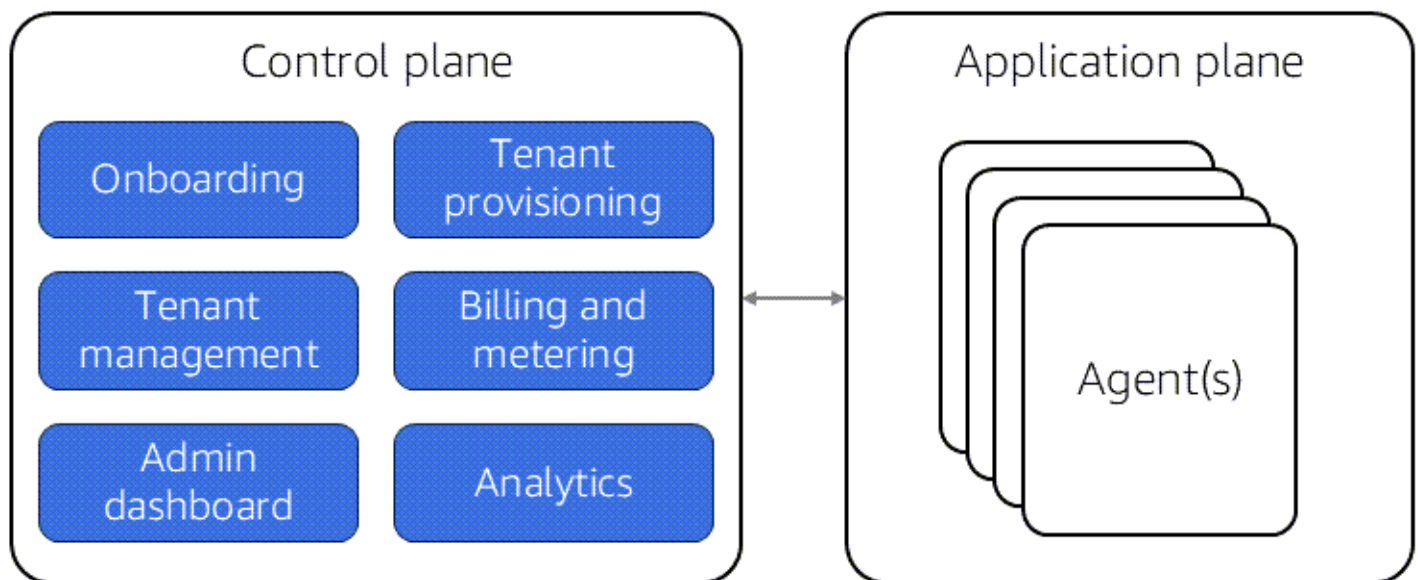 Control plane
Onboarding
Tenant
provisioning
Tenant
management
Billing and
metering
Admin
dashboard
Analytics
Application plane
Agent(s)